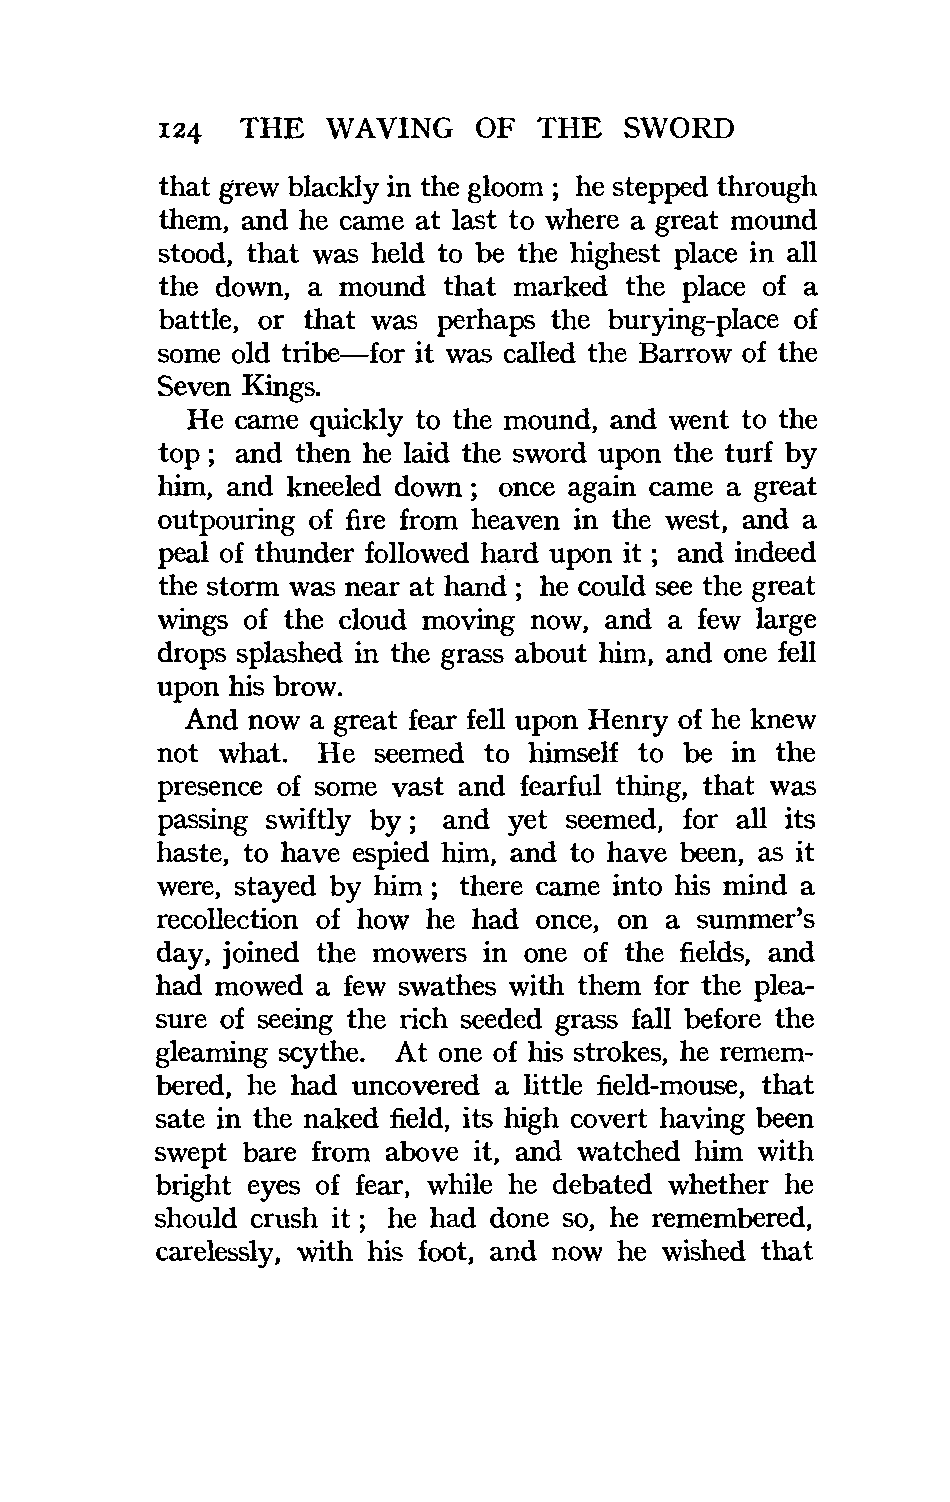 124 THE WAVING OF THE SWORD
that grew blackly in the gloom ; he stepped through
them, and he came at last to where a great mound
stood, that was held to be the highest place in all
the down, a mound that marked the place of a
battle, or that was perhaps the burying-place of
some old tribe—for it was called the Barrow of the
Seven Kings.
He came quickly to the mound, and went to the
top ; and then he laid the sword upon the turf by
him, and kneeled down ; once again came a great
outpouring of fire from heaven in the west, and a
peal of thunder followed hard upon it ; and indeed
the storm was near at hand ; he could see the great
wings of the cloud moving now, and a few large
drops splashed in the grass about him, and one fell
upon his brow.
And now a great fear fell upon Henry of he knew
not what. He seemed to himself to be in the
presence of some vast and fearful thing, that was
passing swiftly by ; and yet seemed, for all its
haste, to have espied him, and to have been, as it
were, stayed by him ; there came into his mind a
recollection of how he had once, on a summer's
day, joined the mowers in one of the fields, and
had mowed a few swathes with them for the plea-
sure of seeing the rich seeded grass fall before the
gleaming scythe. At one of his strokes, he remem-
bered, he had uncovered a little field-mouse, that
sate in the naked field, its high covert having been
swept bare from above it, and watched him with
bright eyes of fear, while he debated whether he
should crush it ; he had done so, he remembered,
carelessly, with his foot, and now he wished that